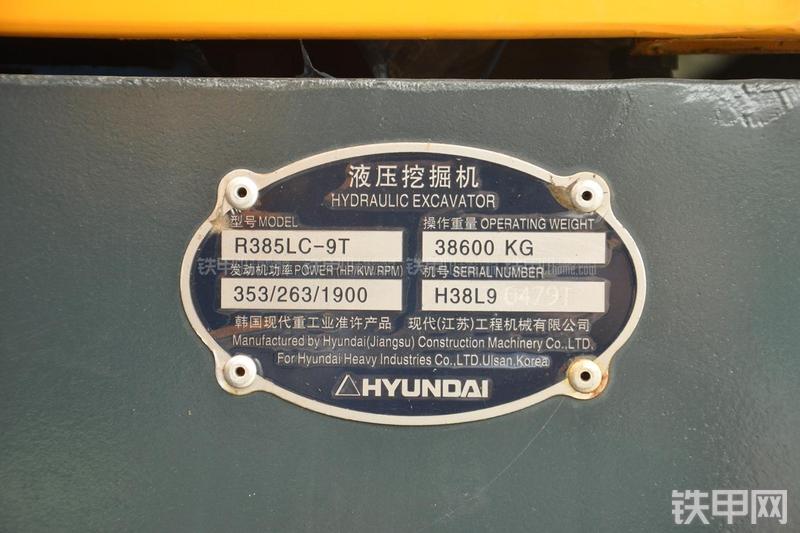 液压挖掘机
HYDRAULIC EXCAVATOR
型号 MODEL 操作重量 OPERATING WEIGHT
R385LC-9T 38600 KG
发动机功率 POWER (HP/KW/RPM) 机号 SERIAL NUMBER
353/263/1900 H38L9
韩国现代重工业准许产品 现代(江苏)工程机械有限公司
Manufactured by Hyundai(Jiangsu) Construction Machinery Co.,LTD.
For Hyundai Heavy Industries Co.,LTD.Ulsan,Korea
HYUNDAI
铁甲网